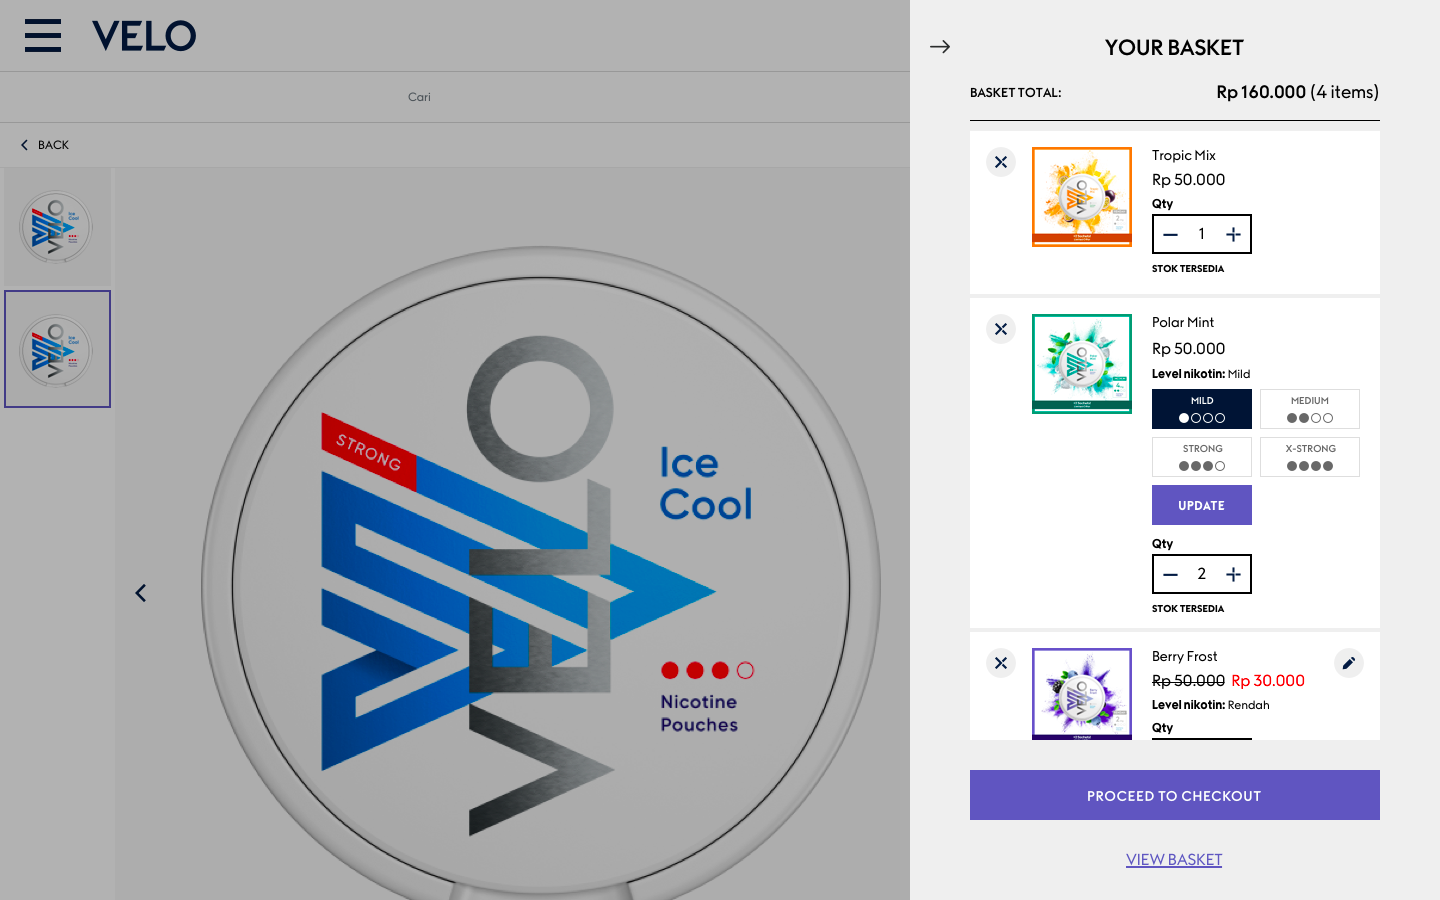 VELO
Cari
BACK
Ice
Cool
STRONG
VELO
Nicotine
Pouches
YOUR BASKET
BASKET TOTAL:
Rp 160.000 (4 items)
Tropic Mix
Rp 50.000
Qty
1
STOK TERSEDIA
Polar Mint
Rp 50.000
Level nikotin: Mild
MILD
MEDIUM
STRONG
X-STRONG
UPDATE
Qty
2
STOK TERSEDIA
Berry Frost
Rp 50.000 Rp 30.000
Level nikotin: Rendah
Qty
PROCEED TO CHECKOUT
VIEW BASKET